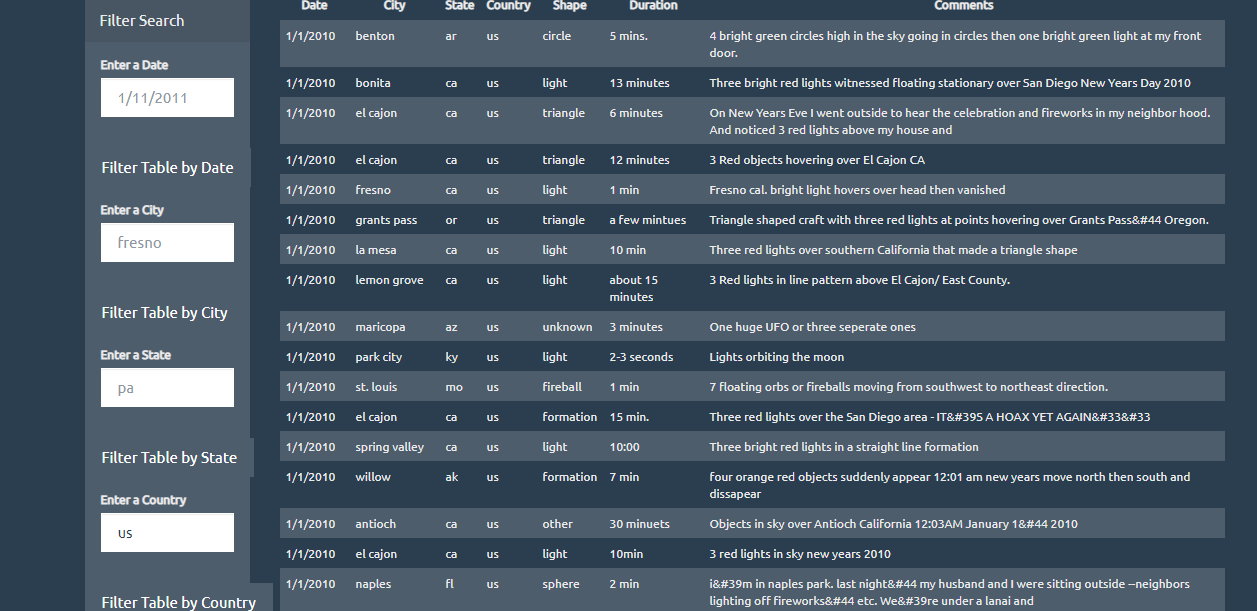 Filter Search
Enter a Date
1/11/2011
Filter Table by Date
Enter a City
fresno
Filter Table by City
Enter a State
pa
Filter Table by State
Enter a Country
us
Filter Table by Country
Date City State Country Shape Duration Comments
1/1/2010 benton ar us circle 5 mins. 4 bright green circles high in the sky going in circles then one bright green light at my front
door.
1/1/2010 bonita ca us light 13 minutes Three bright red lights witnessed floating stationary over San Diego New Years Day 2010
1/1/2010 el cajon ca us triangle 6 minutes On New Years Eve I went outside to hear the celebration and fireworks in my neighbor hood.
And noticed 3 red lights above my house and
1/1/2010 el cajon ca us triangle 12 minutes 3 Red objects hovering over El Cajon CA
1/1/2010 fresno ca us light 1 min Fresno cal. bright light hovers over head then vanished
1/1/2010 grants pass or us triangle a few mintues Triangle shaped craft with three red lights at points hovering over Grants Pass&#44 Oregon.
1/1/2010 la mesa ca us light 10 min Three red lights over southern California that made a triangle shape
1/1/2010 lemon grove ca us light about 15 3 Red lights in line pattern above El Cajon/ East County.
minutes
1/1/2010 maricopa az us unknown 3 minutes One huge UFO or three seperate ones
1/1/2010 park city ky us light 2-3 seconds Lights orbiting the moon
1/1/2010 st. louis mo us fireball 1 min 7 floating orbs or fireballs moving from southwest to northeast direction.
1/1/2010 el cajon ca us formation 15 min. Three red lights over the San Diego area - IT&#39S A HOAX YET AGAIN&#33&#33
1/1/2010 spring valley ca us light 10:00 Three bright red lights in a straight line formation
1/1/2010 willow ak us formation 7 min four orange red objects suddenly appear 12:01 am new years move north then south and
dissapear
1/1/2010 antioch ca us other 30 minuets Objects in sky over Antioch California 12:03AM January 1&#44 2010
1/1/2010 el cajon ca us light 10min 3 red lights in sky new years 2010
1/1/2010 naples fl us sphere 2 min i&#39m in naples park. last night&#44 my husband and I were sitting outside --neighbors
lighting off fireworks&#44 etc. We&#39re under a lanai and